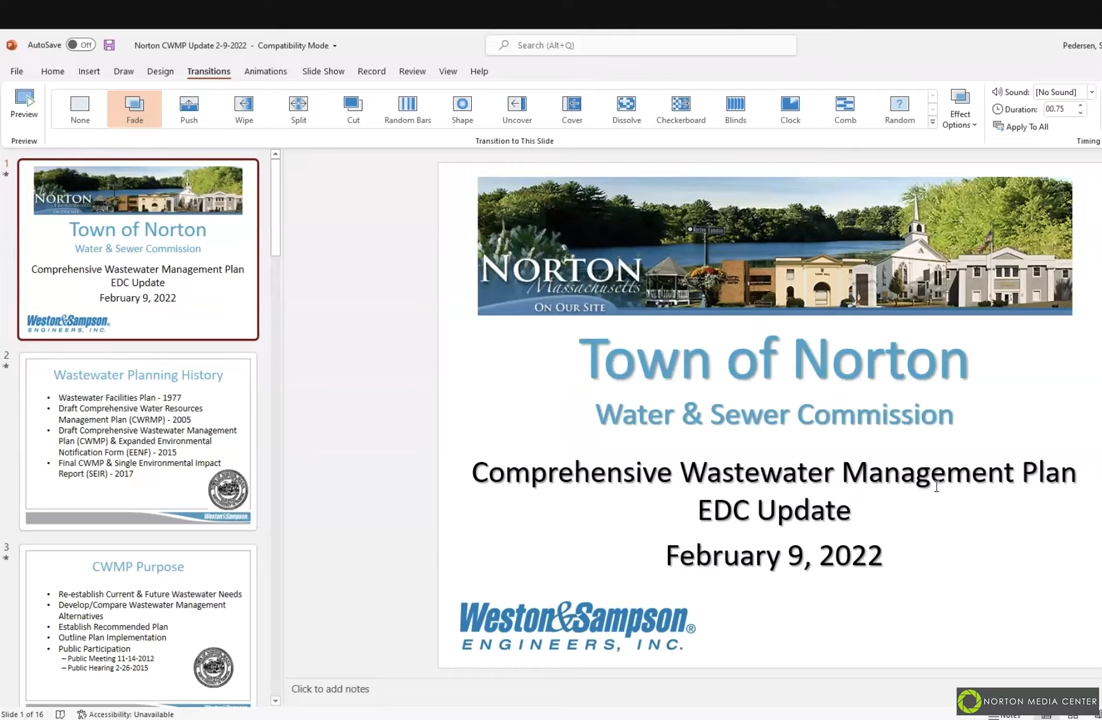 AutoSave Off
Norton CWMP Update 2-9-2022 - Compatibility Mode
Search (Alt+Q)
Pedersen, S
File Home Insert Draw Design Transitions Animations Slide Show Record Review View Help
Preview
None Fade Push Wipe Split Cut Random Bars Shape Uncover Cover Dissolve Checkerboard Blinds Clock Comb Random
Effect
Options
Sound: [No Sound]
Duration: 00.75
Apply To All
Preview
Transition to This Slide
Timing
1
NORTON
Town of Norton
Water & Sewer Commission
Comprehensive Wastewater Management Plan
EDC Update
February 9, 2022
Weston&Sampson
ENGINEERS, INC.
2
Wastewater Planning History
• Wastewater Facilities Plan - 1977
• Draft Comprehensive Water Resources
Management Plan (CWRMP) - 2005
• Draft Comprehensive Wastewater Management
Plan (CWMP) & Expanded Environmental
Notification Form (EENF) - 2015
• Final CWMP & Single Environmental Impact
Report (SEIR) - 2017
Weston&Sampson
3
CWMP Purpose
• Re-establish Current & Future Wastewater Needs
• Develop/Compare Wastewater Management
Alternatives
• Establish Recommended Plan
• Outline Plan Implementation
• Public Participation
– Public Meeting 11-14-2012
– Public Hearing 2-26-2015
NORTON
Massachusetts
ON OUR SITE
Town of Norton
Water & Sewer Commission
Comprehensive Wastewater Management Plan
EDC Update
February 9, 2022
Weston&Sampson®
ENGINEERS, INC.
Click to add notes
Slide 1 of 16
Accessibility: Unavailable
Notes
NORTON MEDIA CENTER